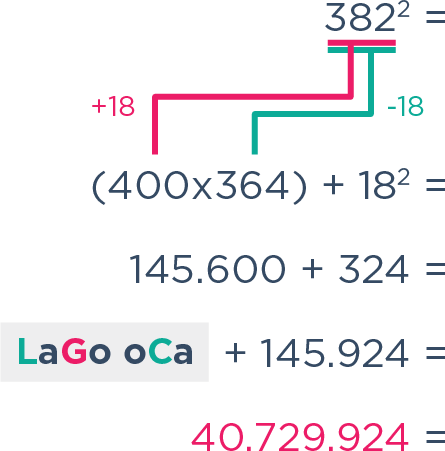 382² =
+18
-18
(400x364) + 18² =
145.600 + 324 =
LaGo oCa + 145.924 =
40.729.924 =